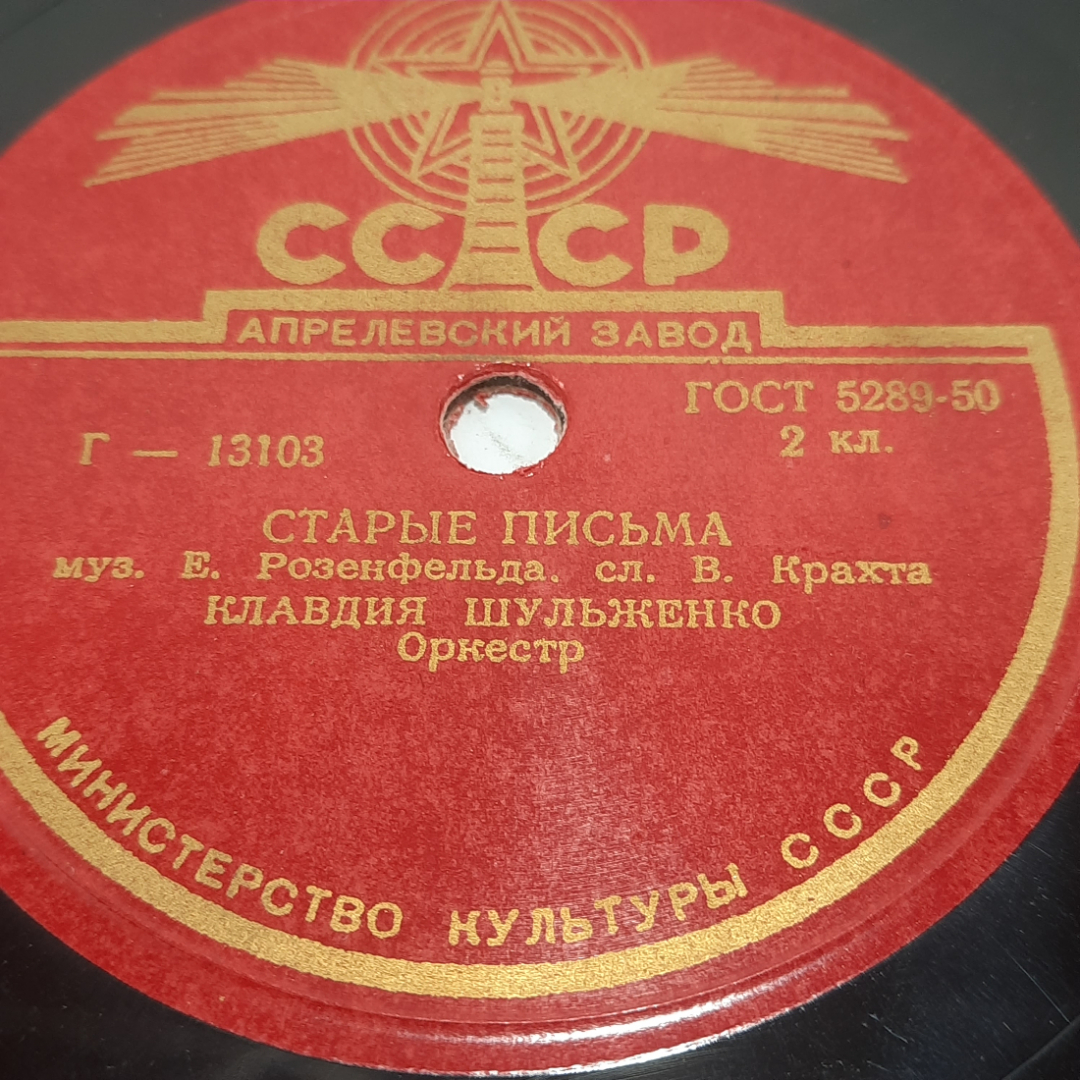 СССР
АПРЕЛЕВСКИЙ ЗАВОД
ГОСТ 5289-50
2 кл.
Г — 13103
СТАРЫЕ ПИСЬМА
муз. Е. Розенфельда. сл. В. Крахта
КЛАВДИЯ ШУЛЬЖЕНКО
Оркестр
МИНИСТЕРСТВО КУЛЬТУРЫ СССР